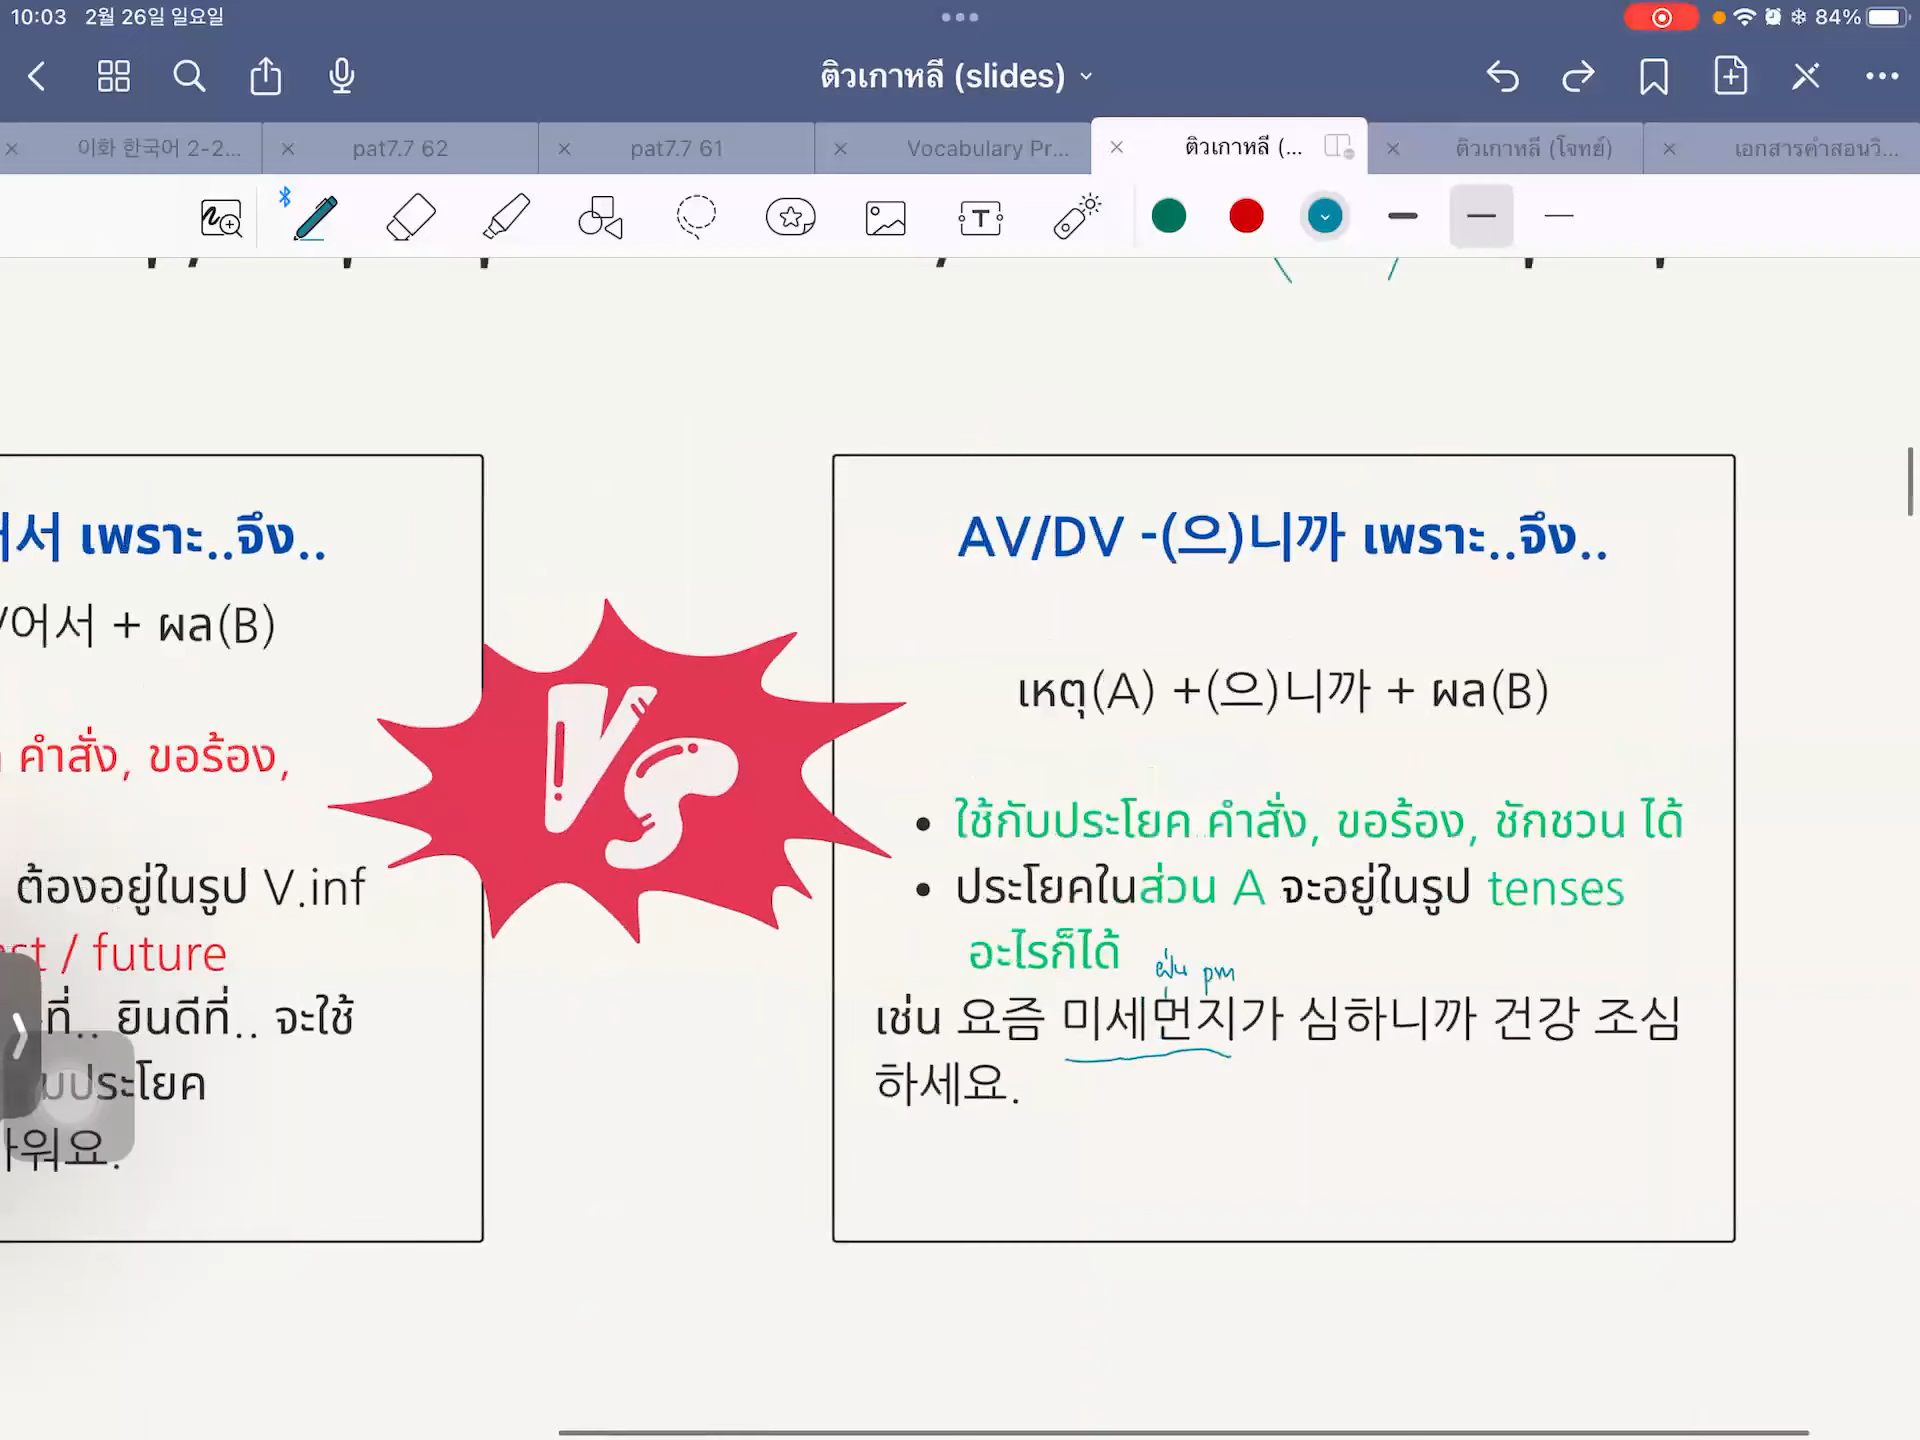 10:03 2월 26일 일요일
84%
ติวเกาหลี (slides)
이화 한국어 2-2...
pat7.7 62
pat7.7 61
Vocabulary Pr...
ติวเกาหลี (...
ติวเกาหลี (โจทย์)
เอกสารคำสอนวิ...
어서 เพราะ..จึง..
/어서 + ผล(B)
คำสั่ง, ขอร้อง,
ต้องอยู่ในรูป V.inf
st / future
ที่.. ยินดีที่.. จะใช้
ประโยค
워요.
VS
AV/DV -(으)니까 เพราะ..จึง..
เหตุ(A) +(으)니까 + ผล(B)
• ใช้กับประโยค คำสั่ง, ขอร้อง, ชักชวน ได้
• ประโยคในส่วน A จะอยู่ในรูป tenses
อะไรก็ได้
ฝุ่น pm
เช่น 요즘 미세먼지가 심하니까 건강 조심
하세요.